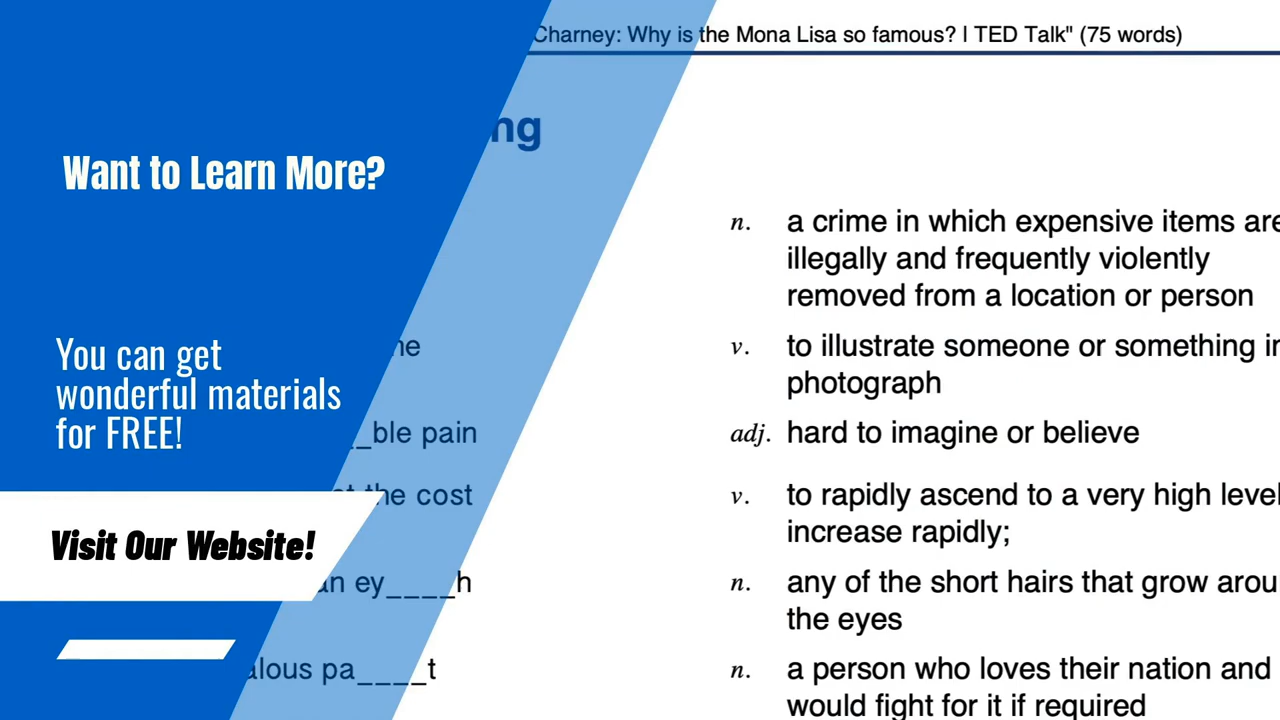 Charney: Why is the Mona Lisa so famous? | TED Talk" (75 words)
ng
Want to Learn More?
You can get
wonderful materials
for FREE!
Visit Our Website!
n. a crime in which expensive items are
illegally and frequently violently
removed from a location or person
v. to illustrate someone or something in
photograph
_ble pain
adj. hard to imagine or believe
the cost
v. to rapidly ascend to a very high level
increase rapidly;
an ey____h
n. any of the short hairs that grow arou
the eyes
alous pa____t
n. a person who loves their nation and
would fight for it if required